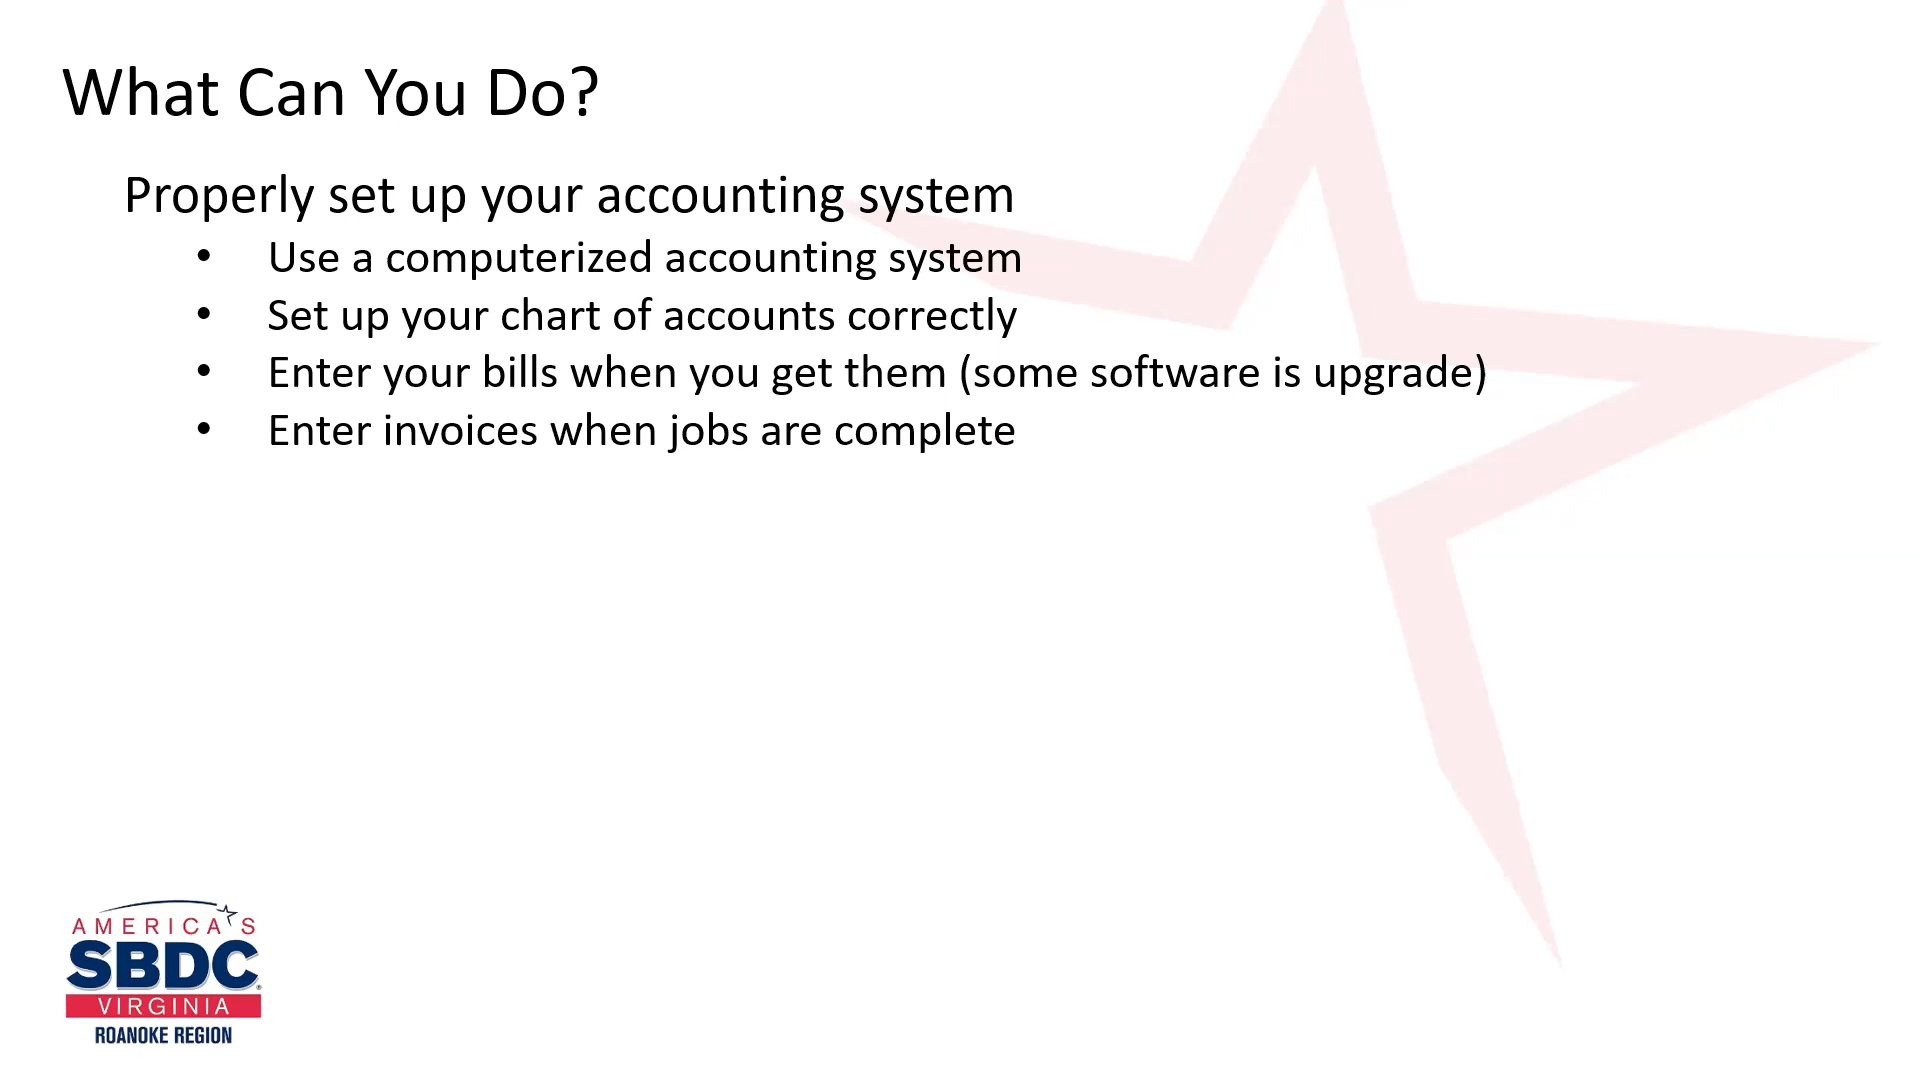 What Can You Do?
Properly set up your accounting system
• Use a computerized accounting system
• Set up your chart of accounts correctly
• Enter your bills when you get them (some software is upgrade)
• Enter invoices when jobs are complete
AMERICA'S
SBDC®
VIRGINIA
ROANOKE REGION